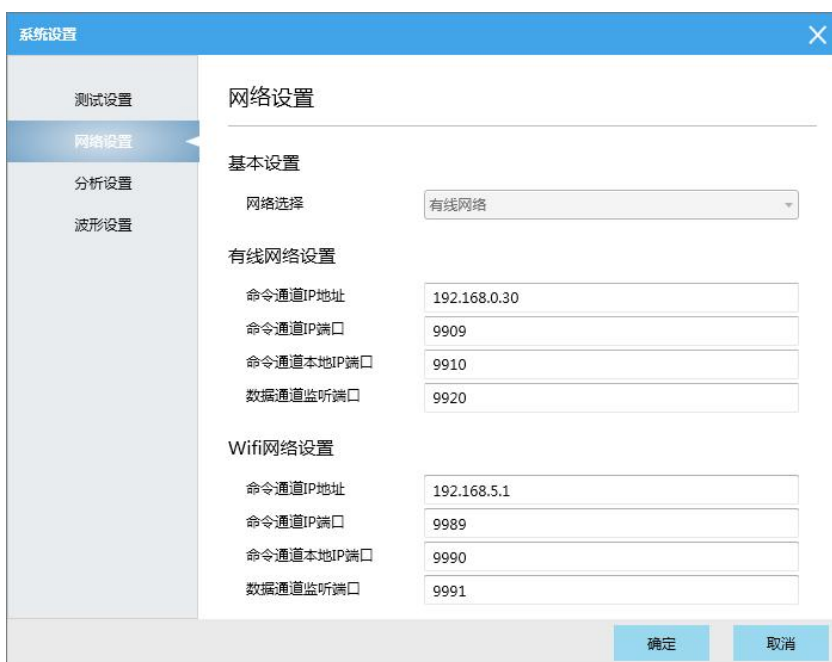 系统设置
测试设置
网络设置
分析设置
波形设置
网络设置
基本设置
网络选择 有线网络
有线网络设置
命令通道IP地址 192.168.0.30
命令通道IP端口 9909
命令通道本地IP端口 9910
数据通道监听端口 9920
Wifi网络设置
命令通道IP地址 192.168.5.1
命令通道IP端口 9989
命令通道本地IP端口 9990
数据通道监听端口 9991
确定 取消